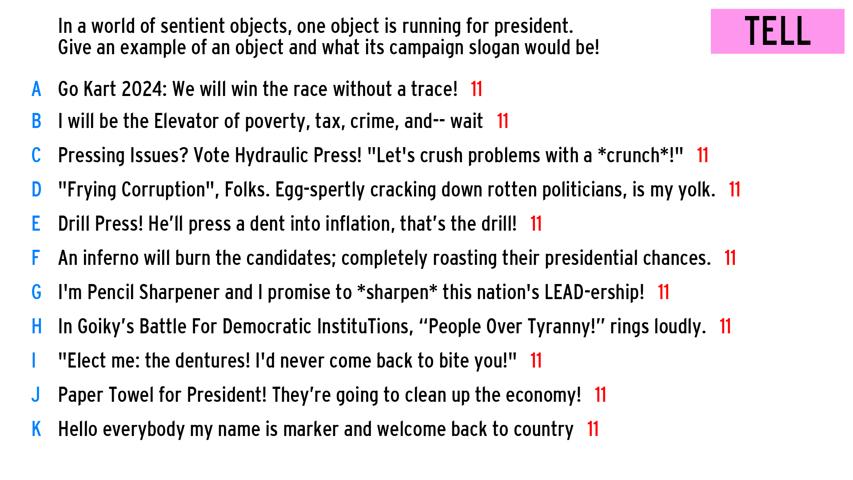 In a world of sentient objects, one object is running for president.
Give an example of an object and what its campaign slogan would be!
TELL
A Go Kart 2024: We will win the race without a trace! 11
B I will be the Elevator of poverty, tax, crime, and-- wait 11
C Pressing Issues? Vote Hydraulic Press! "Let's crush problems with a *crunch*!" 11
D "Frying Corruption", Folks. Egg-spertly cracking down rotten politicians, is my yolk. 11
E Drill Press! He’ll press a dent into inflation, that’s the drill! 11
F An inferno will burn the candidates; completely roasting their presidential chances. 11
G I'm Pencil Sharpener and I promise to *sharpen* this nation's LEAD-ership! 11
H In Goiky’s Battle For Democratic InstituTions, “People Over Tyranny!” rings loudly. 11
I "Elect me: the dentures! I'd never come back to bite you!" 11
J Paper Towel for President! They’re going to clean up the economy! 11
K Hello everybody my name is marker and welcome back to country 11